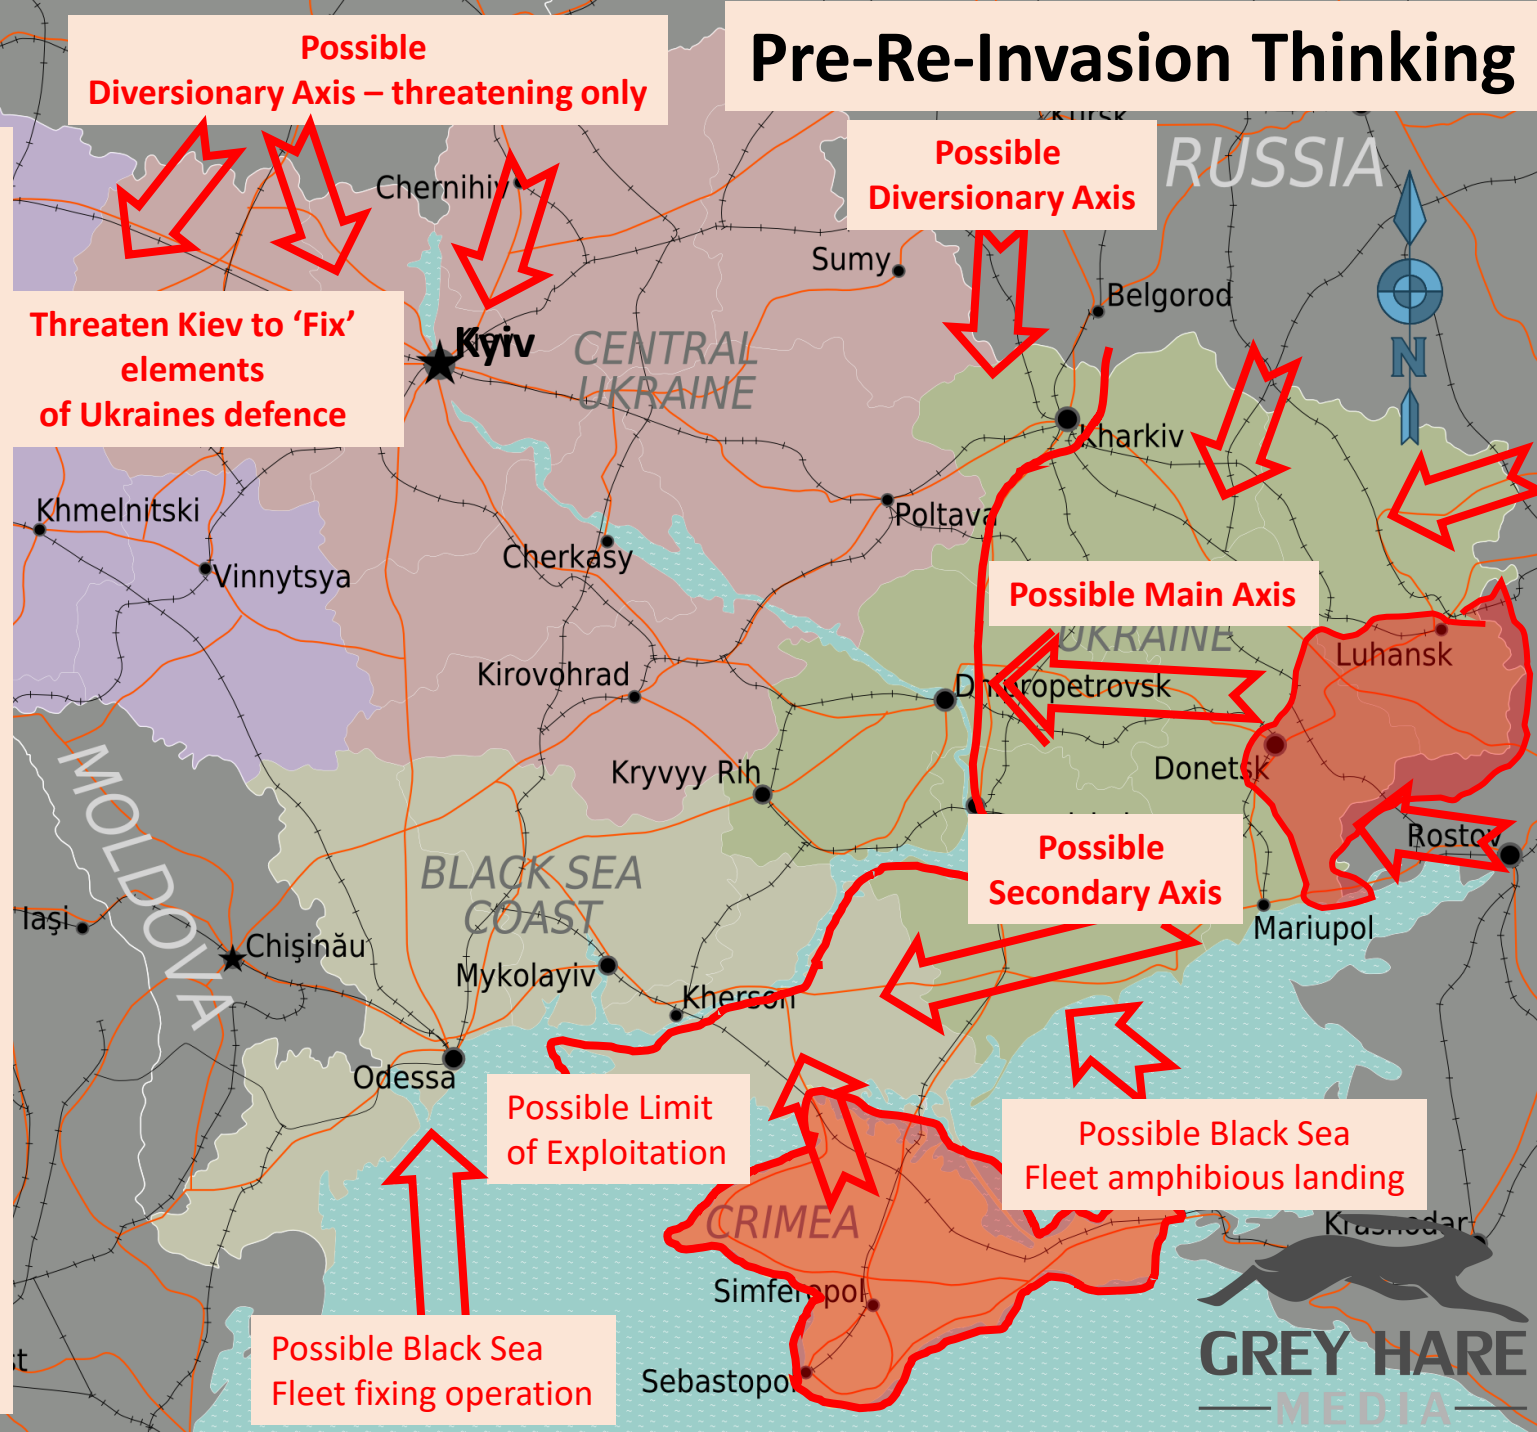 Pre-Re-Invasion Thinking
Possible
Diversionary Axis – threatening only
Kursk
Possible
Diversionary Axis
RUSSIA
Chernihiv
Sumy
Belgorod
Threaten Kiev to ‘Fix’
elements
of Ukraines defence
Kyiv
CENTRAL
UKRAINE
N
Kharkiv
Khmelnitski
Poltava
Cherkasy
Vinnytsya
Possible Main Axis
UKRAINE
Luhansk
Kirovohrad
Dnipropetrovsk
Donetsk
Kryvyy Rih
MOLDOVA
Rostov
Possible
Secondary Axis
BLACK SEA
COAST
Iaşi
Mariupol
Chişinău
Mykolayiv
Kherson
Odessa
Possible Limit
of Exploitation
Possible Black Sea
Fleet amphibious landing
CRIMEA
Krasnodar
Simferopol
Possible Black Sea
Fleet fixing operation
Sebastopol
GREY HARE
MEDIA